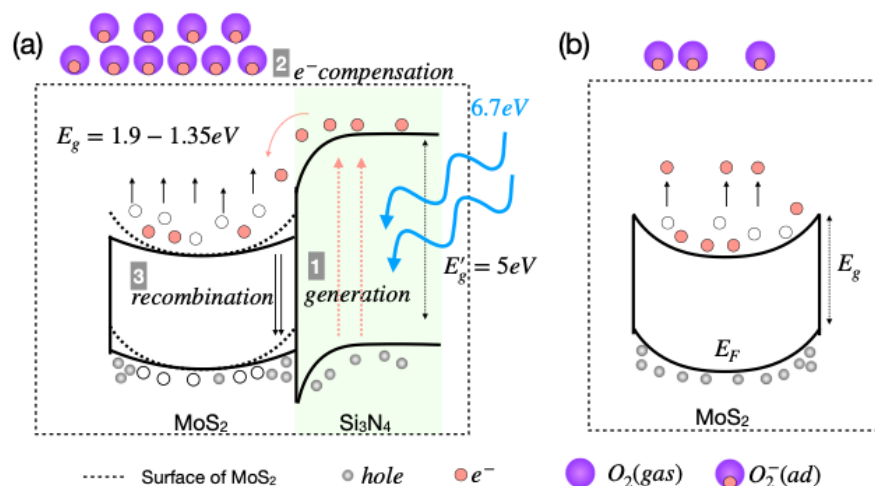 (a)
2 e⁻compensation
E_g = 1.9 − 1.35eV
6.7eV
1
generation
3
recombination
E′_g = 5eV
MoS₂
Si₃N₄
(b)
E_g
E_F
MoS₂
Surface of MoS₂
hole
e⁻
O₂(gas)
O₂⁻(ad)